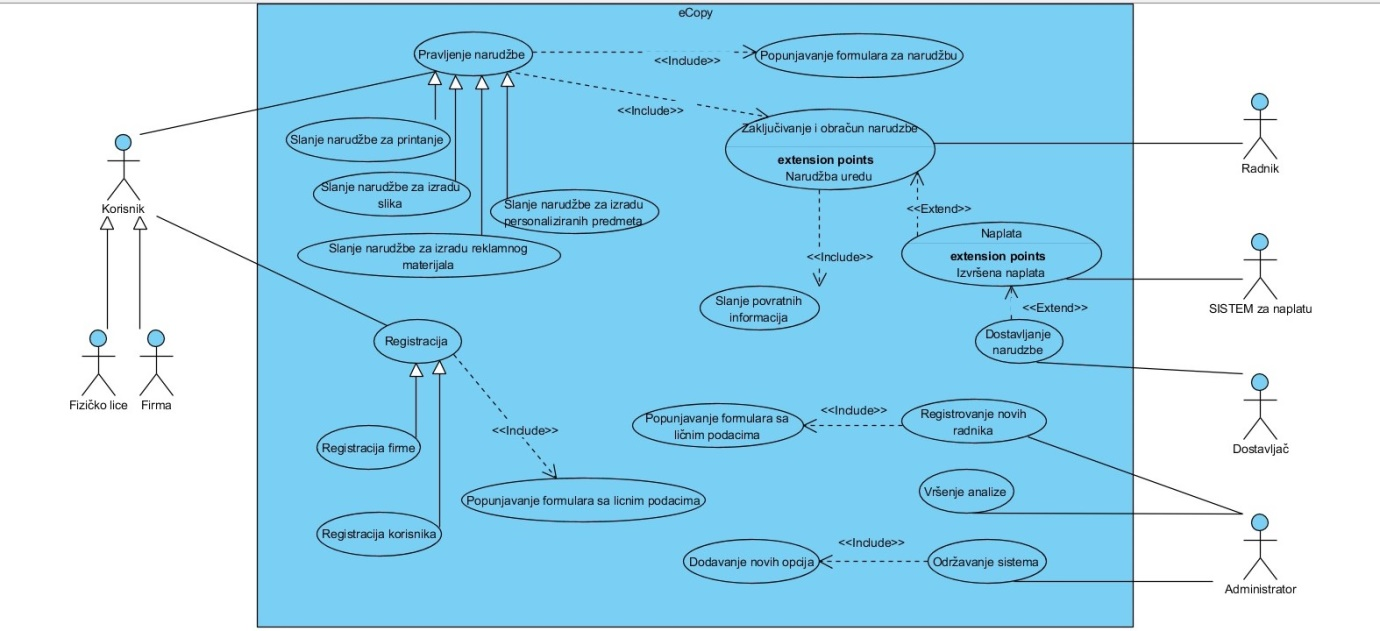 eCopy
Pravljenje narudžbe
<<Include>>
Popunjavanje formulara za narudžbu
<<Include>>
Zaključivanje i obračun narudzbe
extension points
Narudžba uredu
Slanje narudžbe za printanje
Slanje narudžbe za izradu
slika
Slanje narudžbe za izradu
personaliziranih predmeta
Slanje narudžbe za izradu reklamnog
materijala
Korisnik
Radnik
<<Extend>>
Naplata
extension points
Izvršena naplata
<<Include>>
Slanje povratnih
informacija
<<Extend>>
SISTEM za naplatu
Dostavljanje
narudzbe
Registracija
Fizičko lice
Firma
<<Include>>
Registracija firme
Popunjavanje formulara sa
ličnim podacima
<<Include>>
Registrovanje novih
radnika
Dostavljač
Popunjavanje formulara sa licnim podacima
Vršenje analize
Registracija korisnika
Dodavanje novih opcija
<<Include>>
Održavanje sistema
Administrator